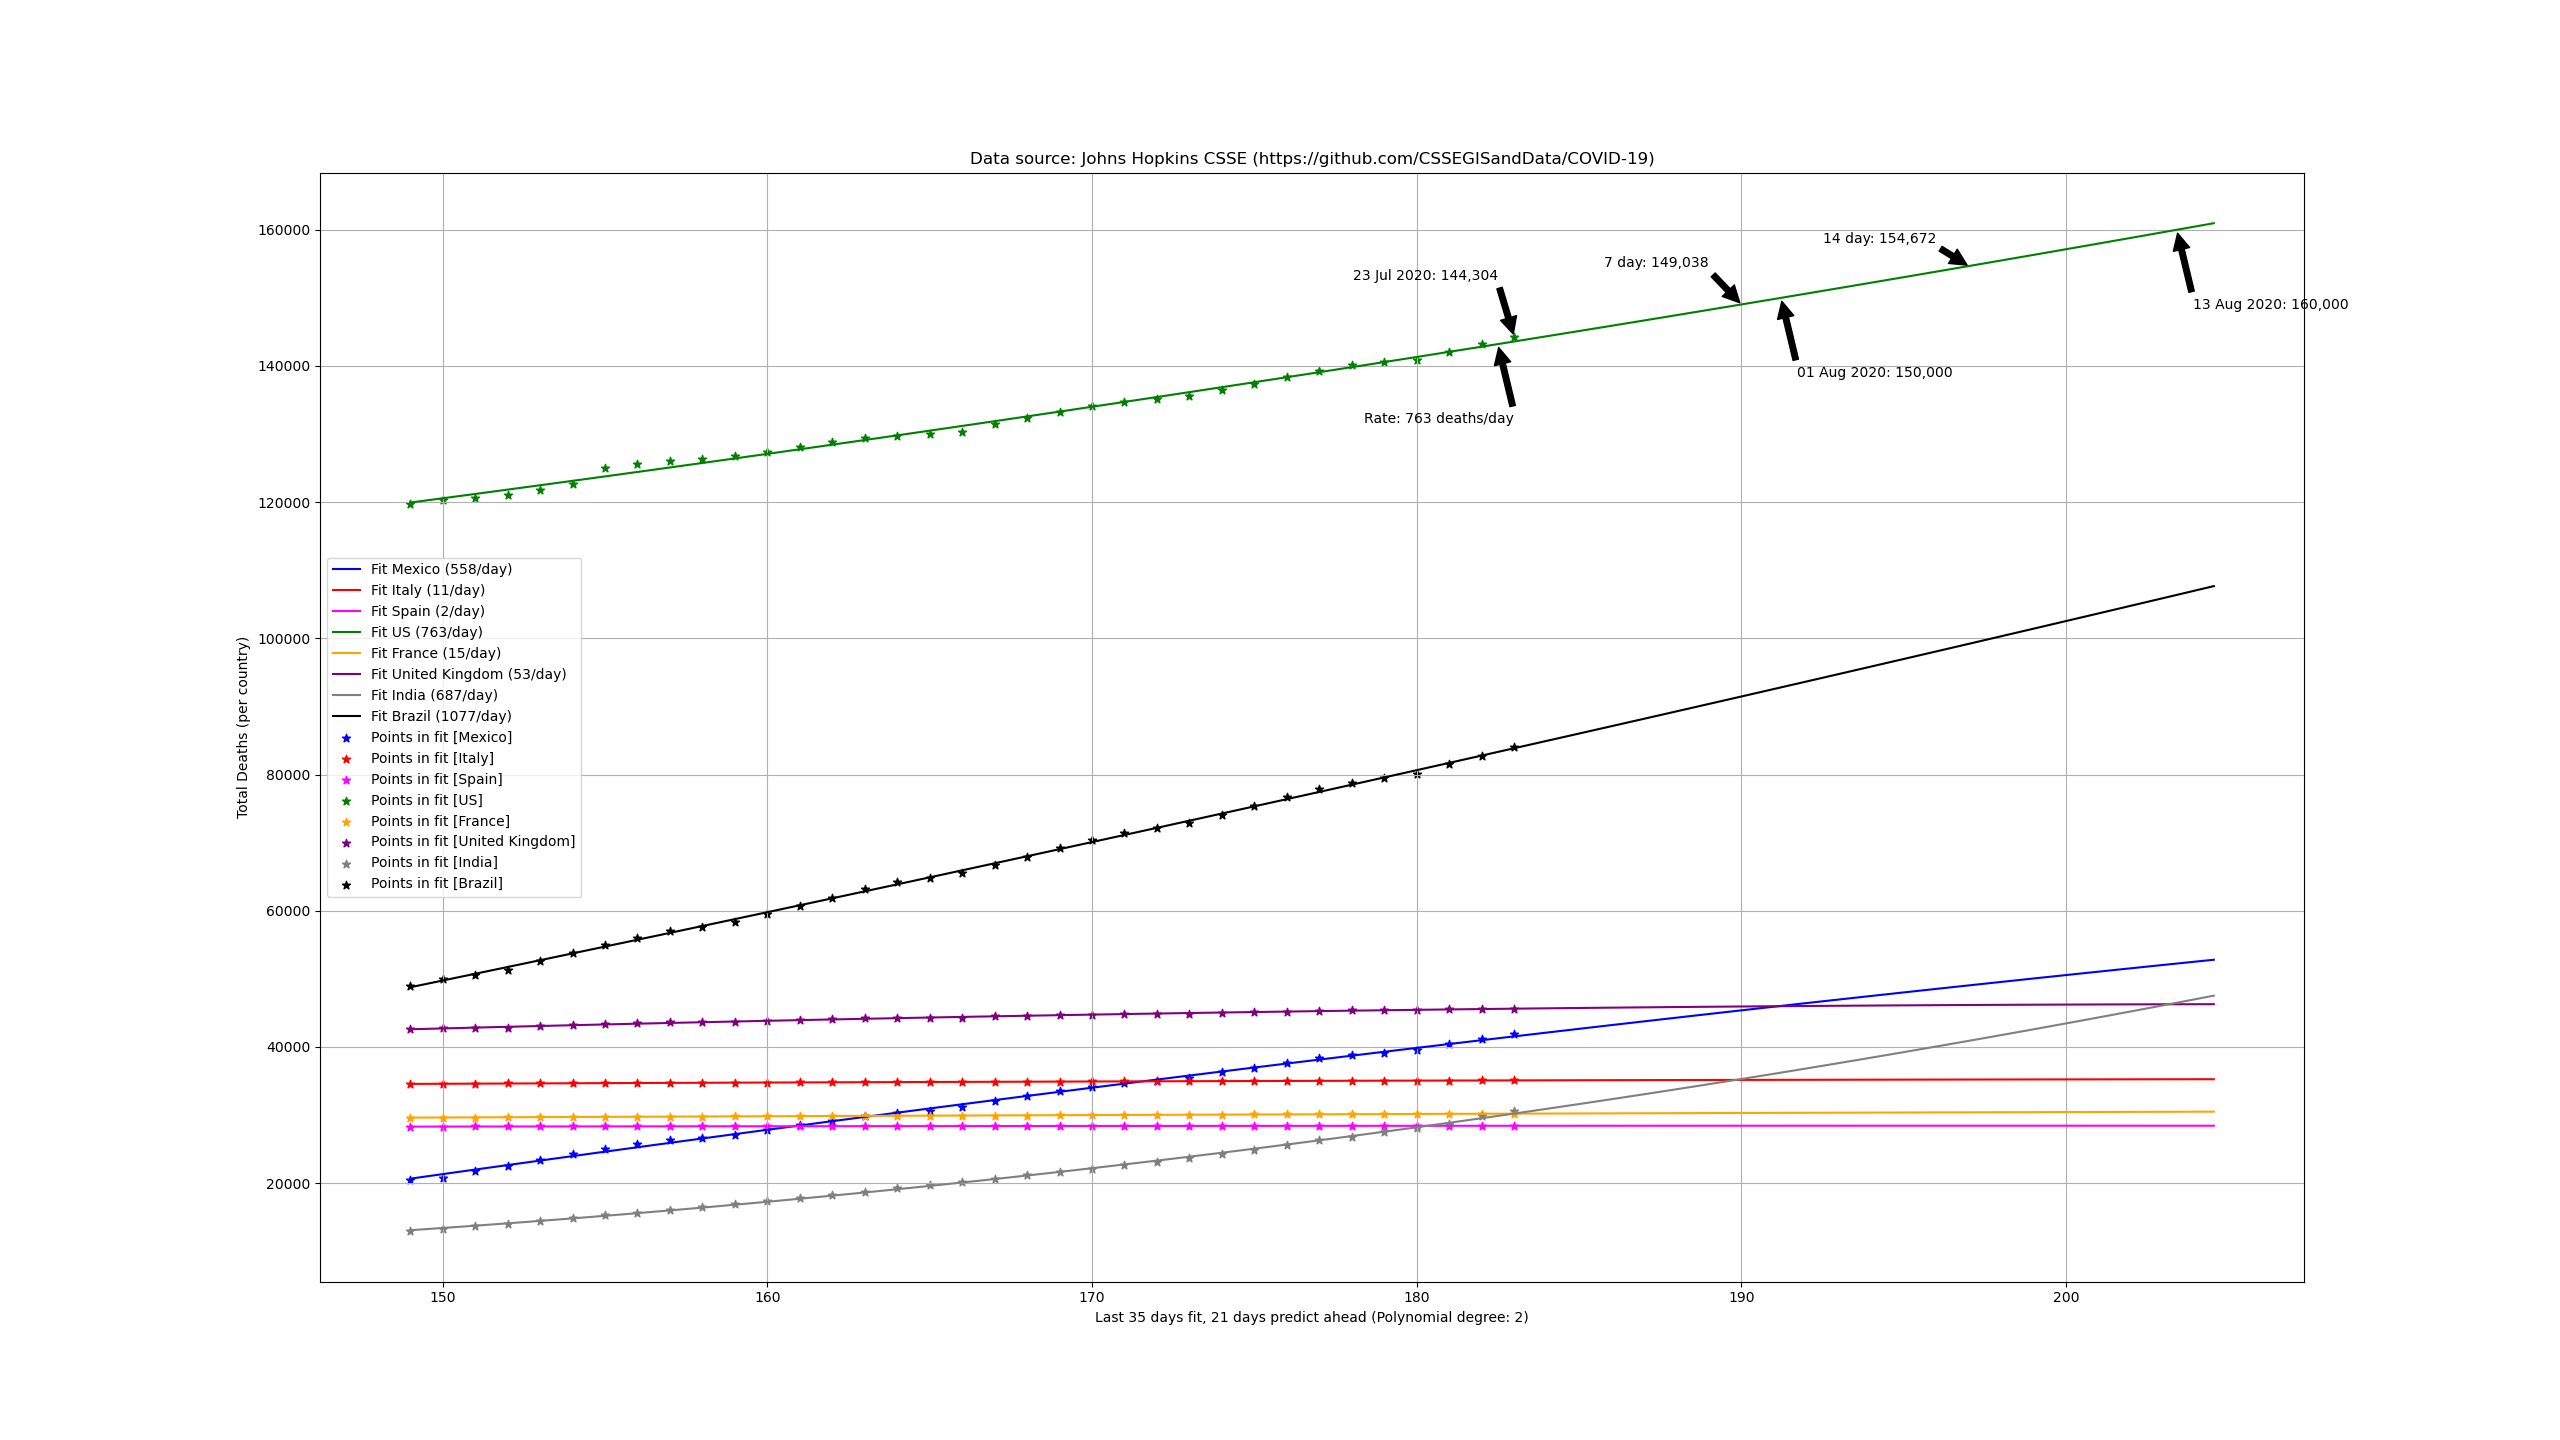 Data source: Johns Hopkins CSSE (https://github.com/CSSEGISandData/COVID-19)
160000
140000
120000
100000
80000
60000
40000
20000
Total Deaths (per country)
14 day: 154,672
7 day: 149,038
23 Jul 2020: 144,304
13 Aug 2020: 160,000
01 Aug 2020: 150,000
Rate: 763 deaths/day
Fit Mexico (558/day)
Fit Italy (11/day)
Fit Spain (2/day)
Fit US (763/day)
Fit France (15/day)
Fit United Kingdom (53/day)
Fit India (687/day)
Fit Brazil (1077/day)
Points in fit [Mexico]
Points in fit [Italy]
Points in fit [Spain]
Points in fit [US]
Points in fit [France]
Points in fit [United Kingdom]
Points in fit [India]
Points in fit [Brazil]
150 160 170 180 190 200
Last 35 days fit, 21 days predict ahead (Polynomial degree: 2)